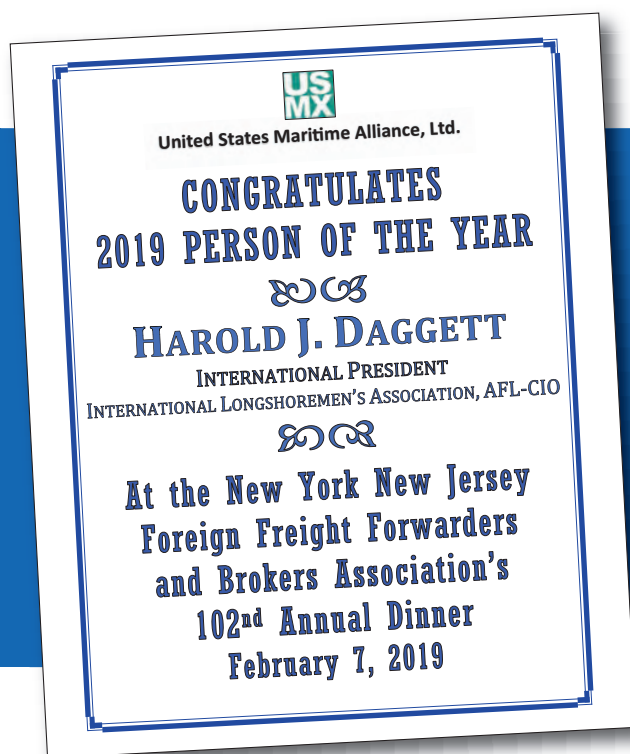 US
MX
United States Maritime Alliance, Ltd.
CONGRATULATES
2019 PERSON OF THE YEAR
HAROLD J. DAGGETT
INTERNATIONAL PRESIDENT
INTERNATIONAL LONGSHOREMEN'S ASSOCIATION, AFL-CIO
At the New York New Jersey
Foreign Freight Forwarders
and Brokers Association's
102nd Annual Dinner
February 7, 2019